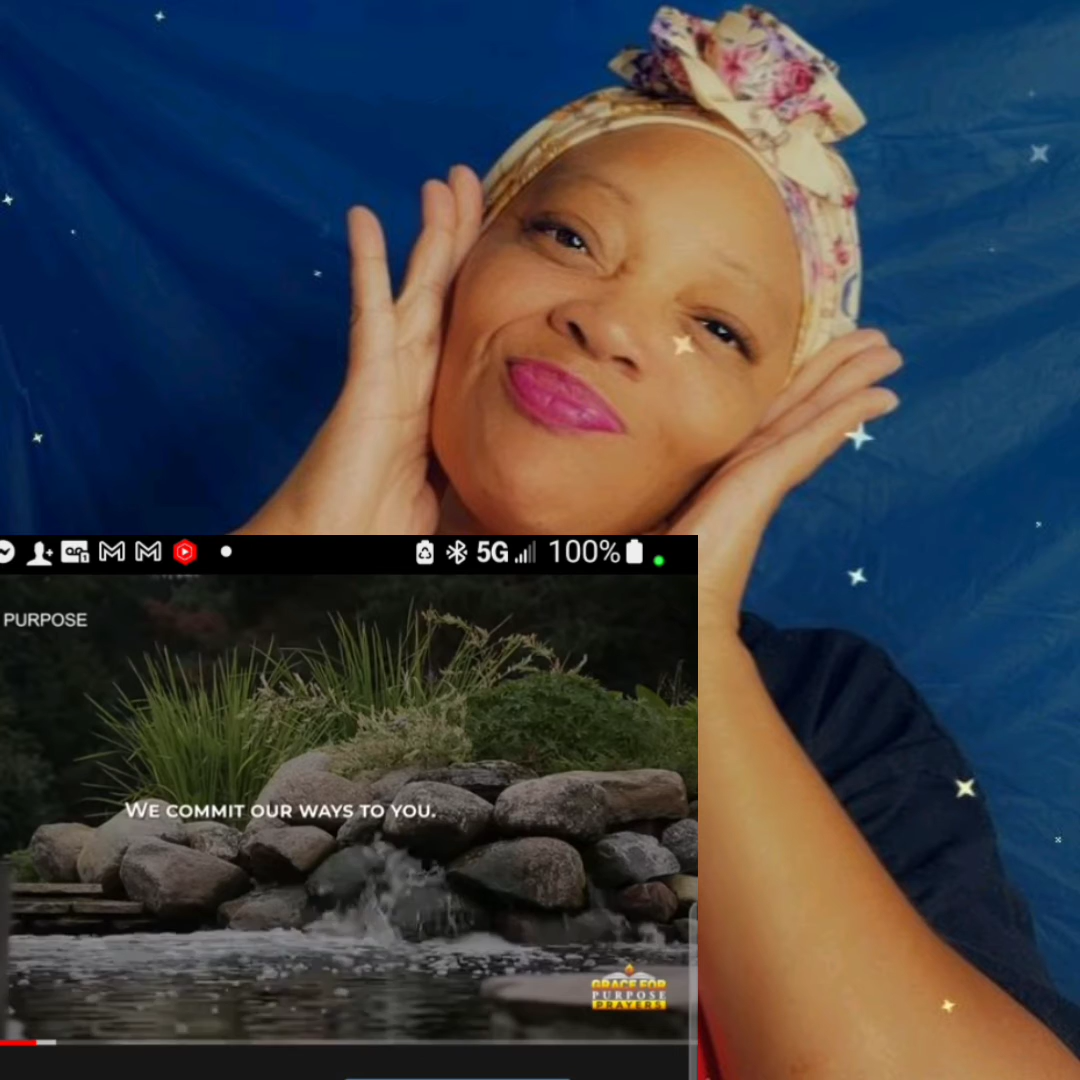 5G 100%
PURPOSE
WE COMMIT OUR WAYS TO YOU.
GRACE FOR
PURPOSE
PRAYERS